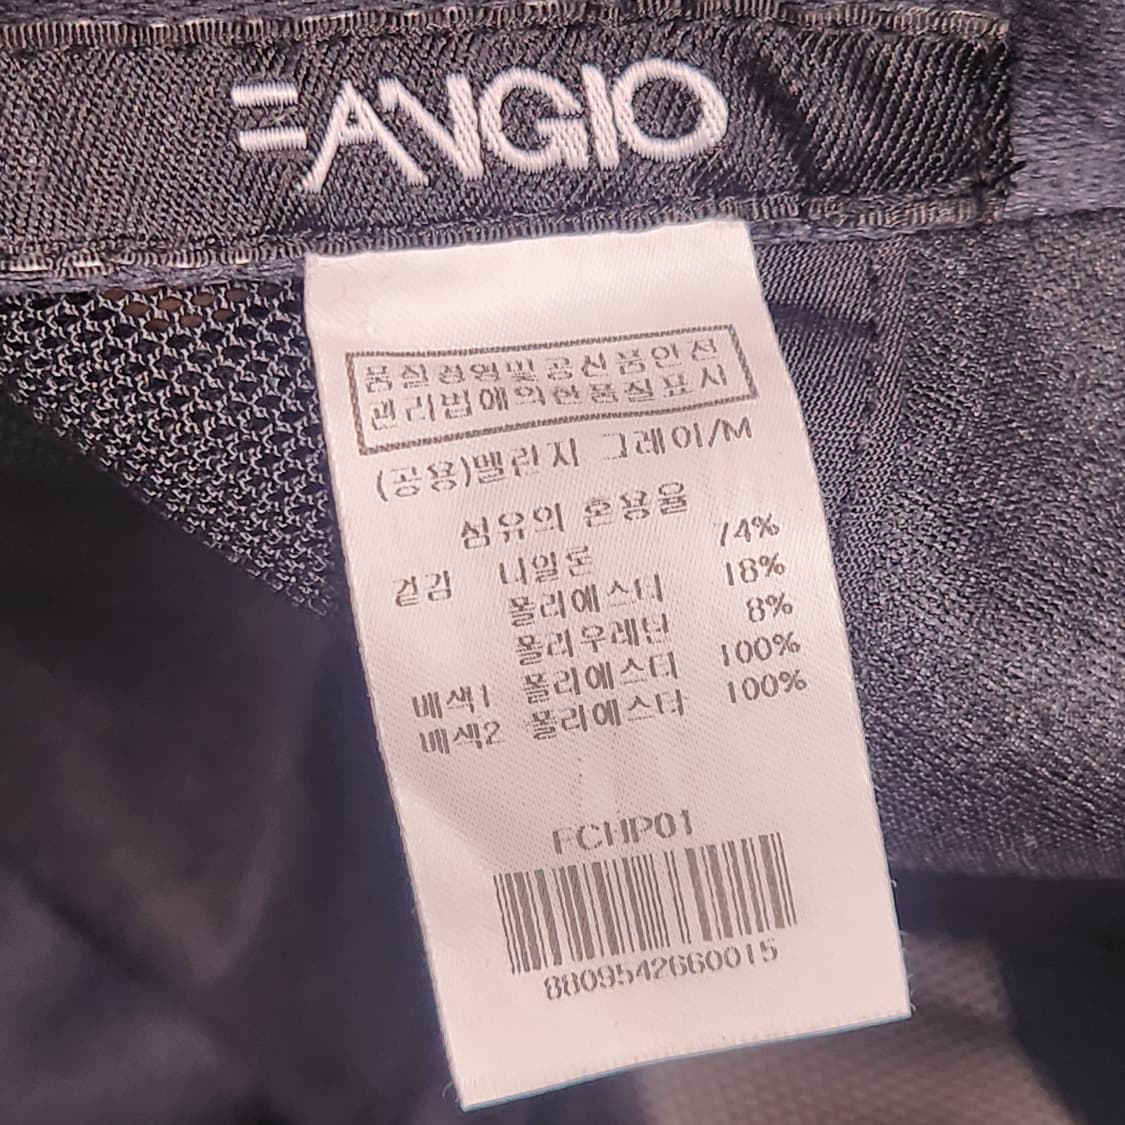 FANGIO
품질경영및공산품안전
관리법에의한품질표시
(공용)멜란지 그레이/M
섬유의 혼용율
겉감 나일론 74%
폴리에스터 18%
폴리우레탄 8%
배색1 폴리에스터 100%
배색2 폴리에스터 100%
FCHP01
8809542660015